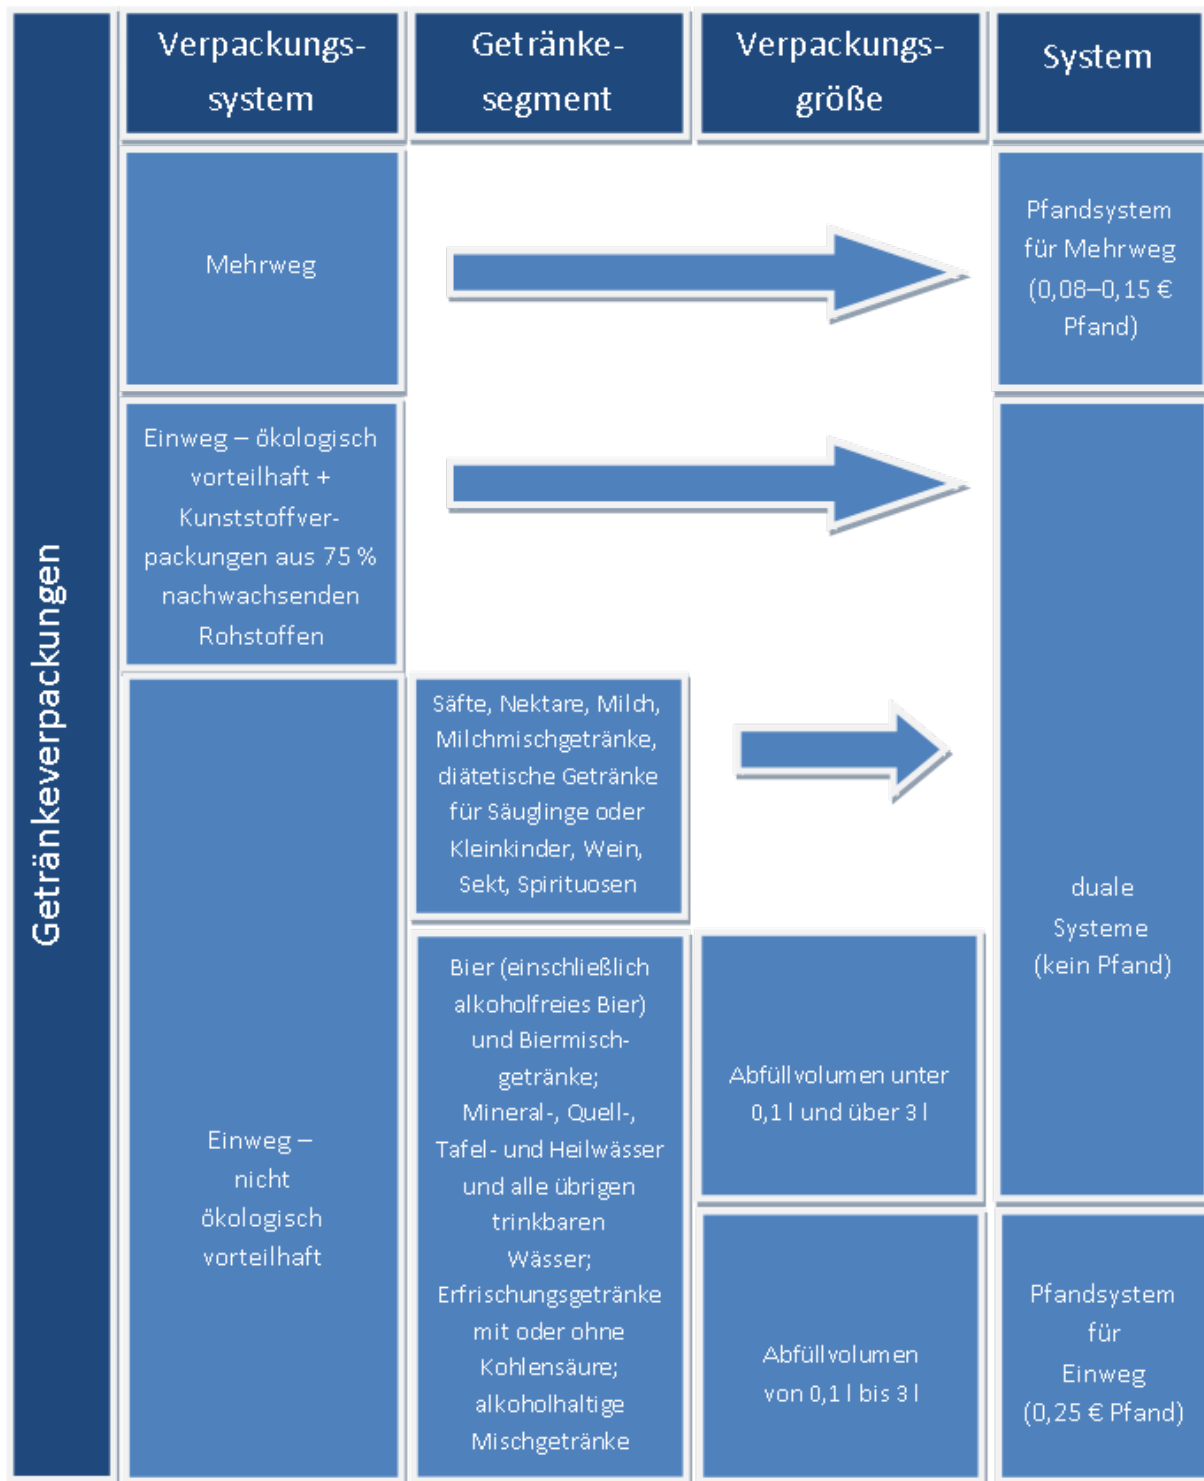 Getränkeverpackungen
Verpackungs-
system
Getränke-
segment
Verpackungs-
größe
System
Mehrweg
Pfandsystem
für Mehrweg
(0,08–0,15 €
Pfand)
Einweg – ökologisch
vorteilhaft +
Kunststoffver-
packungen aus 75 %
nachwachsenden
Rohstoffen
duale
Systeme
(kein Pfand)
Einweg –
nicht
ökologisch
vorteilhaft
Säfte, Nektare, Milch,
Milchmischgetränke,
diätetische Getränke
für Säuglinge oder
Kleinkinder, Wein,
Sekt, Spirituosen
Bier (einschließlich
alkoholfreies Bier)
und Biermisch-
getränke;
Mineral-, Quell-,
Tafel- und Heilwässer
und alle übrigen
trinkbaren
Wässer;
Erfrischungsgetränke
mit oder ohne
Kohlensäure;
alkoholhaltige
Mischgetränke
Abfüllvolumen unter
0,1 l und über 3 l
Abfüllvolumen
von 0,1 l bis 3 l
Pfandsystem
für
Einweg
(0,25 € Pfand)